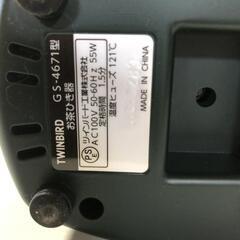 TWINBIRD
GS-4671型
お茶ひき器
ツインバード工業株式会社
AC100V 50-60Hz 55W
定格時間 1.5分
温度ヒューズ 121℃
MADE IN CHINA
PSE